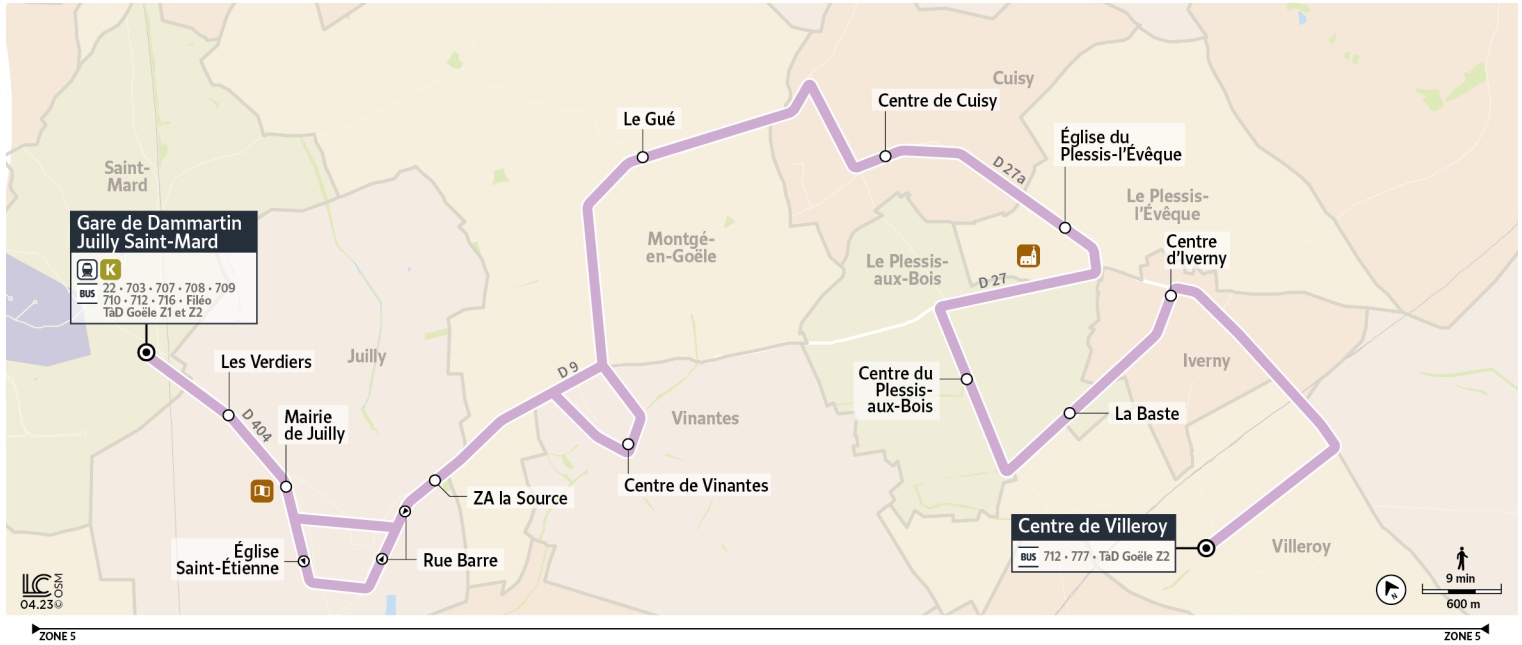 Cuisy
Centre de Cuisy
Le Gué
Église du
Plessis-l'Évêque
D 27a
Saint-
Mard
Le Plessis-
l'Évêque
Gare de Dammartin
Juilly Saint-Mard
K
BUS
22 • 703 • 707 • 708 • 709
710 • 712 • 716 • Filéo
TàD Goële Z1 et Z2
Montgé-
en-Goële
Le Plessis-
aux-Bois
Centre
d'Iverny
D 27
Les Verdiers
Juilly
D 9
Iverny
Centre du
Plessis-
aux-Bois
D 404
Mairie
de Juilly
Vinantes
La Baste
Centre de Vinantes
ZA la Source
Église
Saint-Étienne
Rue Barre
Centre de Villeroy
BUS
712 • 777 • TàD Goële Z2
Villeroy
LC
OSM
04.23©
N
9 min
600 m
ZONE 5
ZONE 5